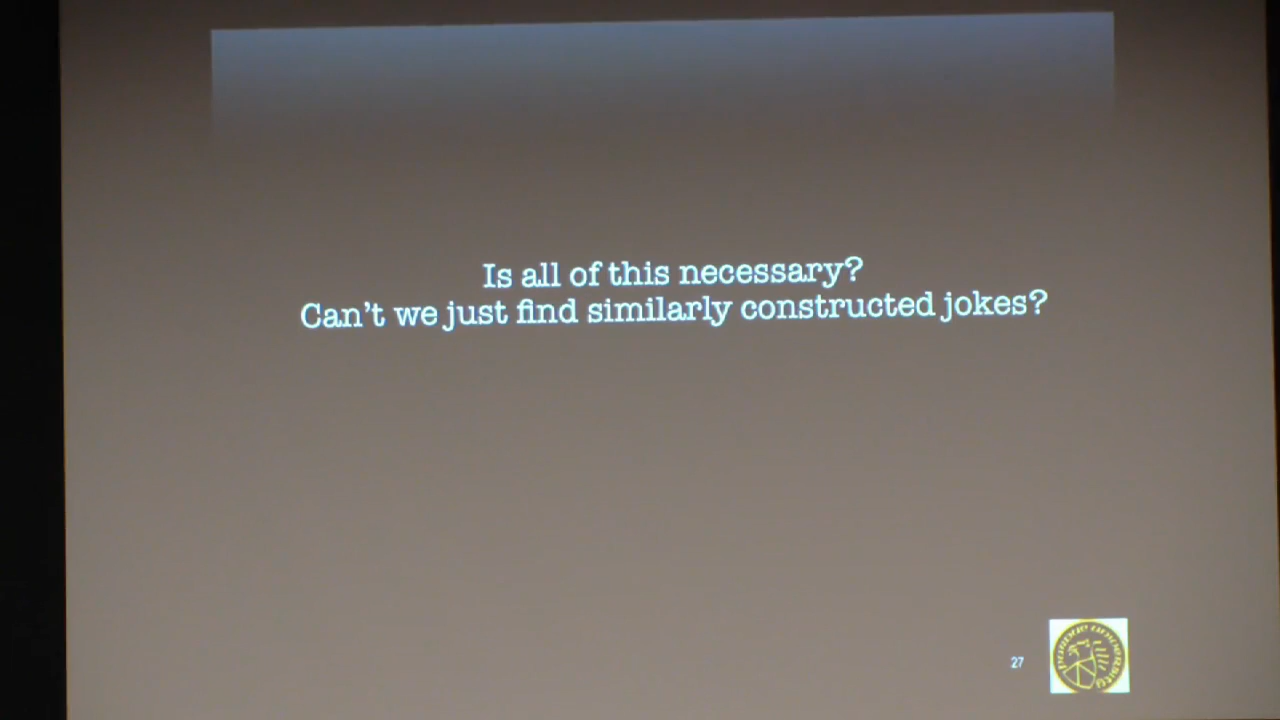 Is all of this necessary?
Can't we just find similarly constructed jokes?
27